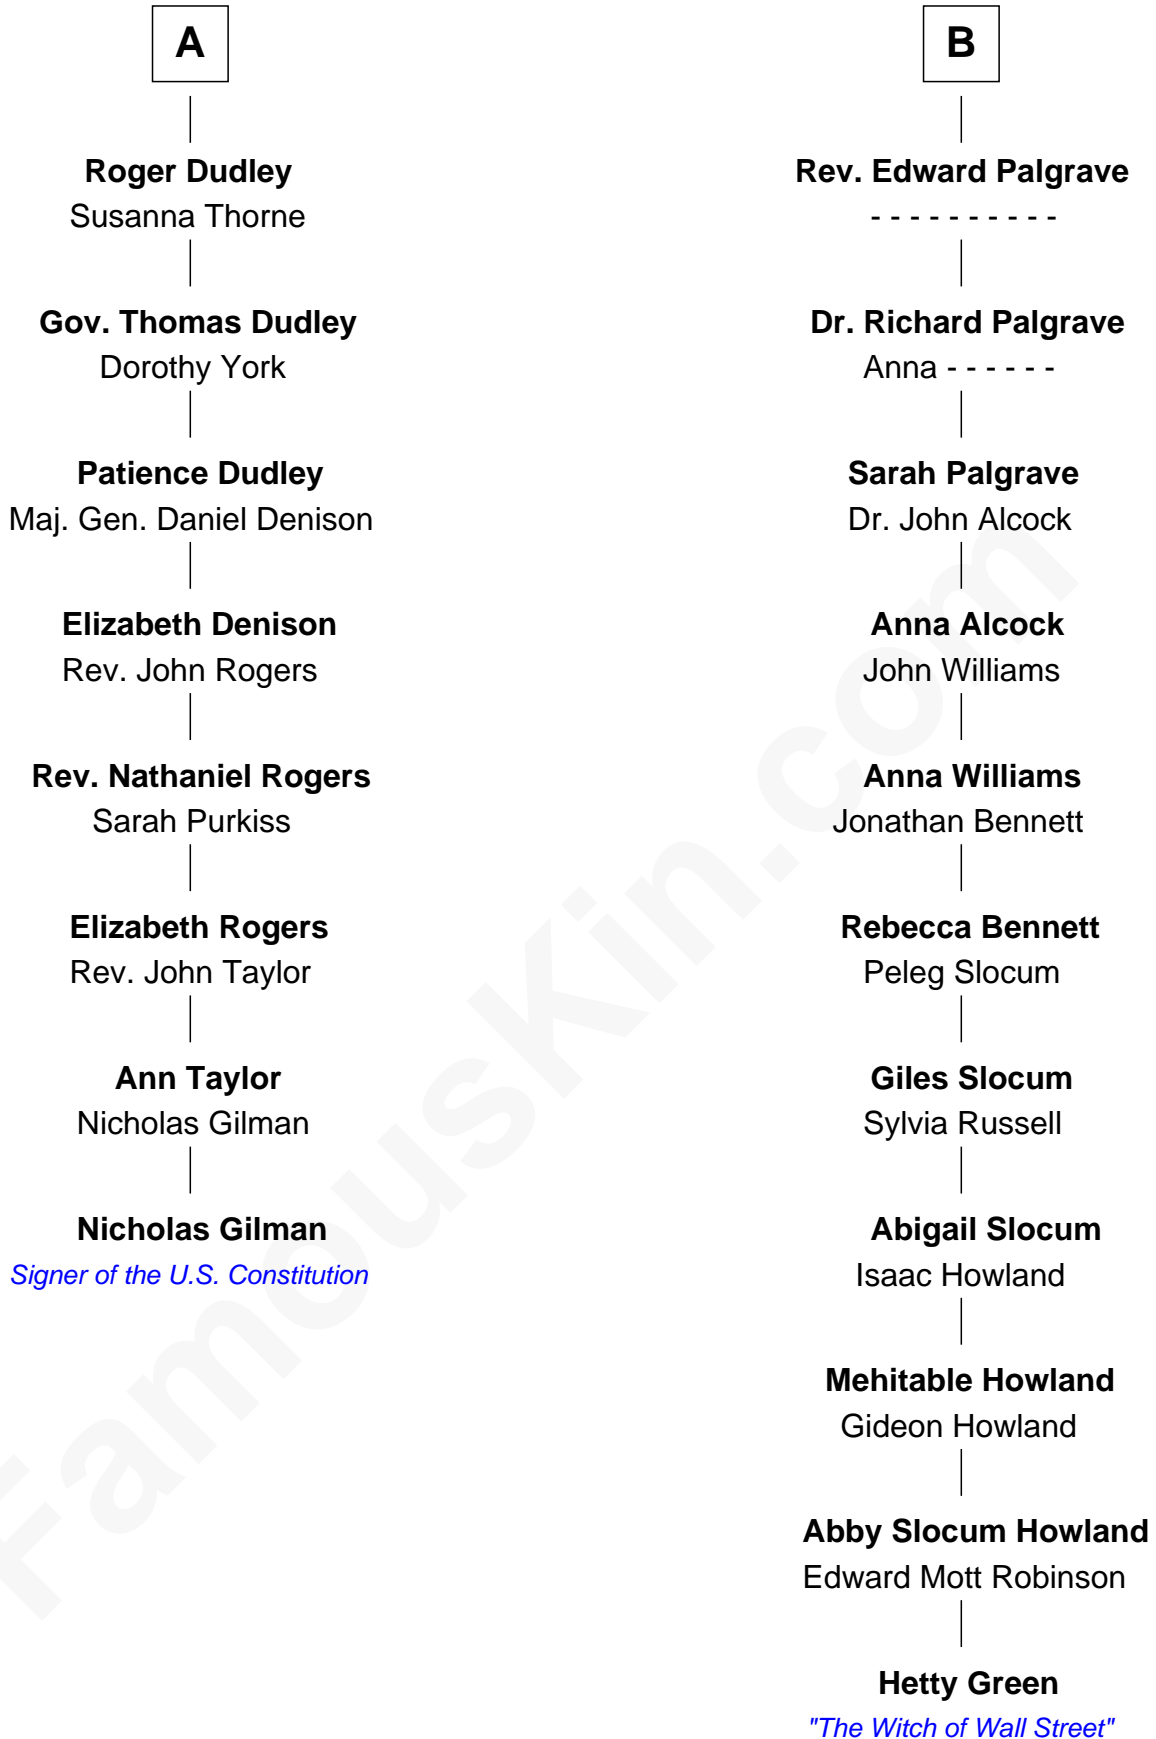 A
Roger Dudley
Susanna Thorne
Gov. Thomas Dudley
Dorothy York
Patience Dudley
Maj. Gen. Daniel Denison
Elizabeth Denison
Rev. John Rogers
Rev. Nathaniel Rogers
Sarah Purkiss
Elizabeth Rogers
Rev. John Taylor
Ann Taylor
Nicholas Gilman
Nicholas Gilman
Signer of the U.S. Constitution
B
Rev. Edward Palgrave
- - - - - - - - - -
Dr. Richard Palgrave
Anna - - - - - -
Sarah Palgrave
Dr. John Alcock
Anna Alcock
John Williams
Anna Williams
Jonathan Bennett
Rebecca Bennett
Peleg Slocum
Giles Slocum
Sylvia Russell
Abigail Slocum
Isaac Howland
Mehitable Howland
Gideon Howland
Abby Slocum Howland
Edward Mott Robinson
Hetty Green
"The Witch of Wall Street"
FamousKin.com